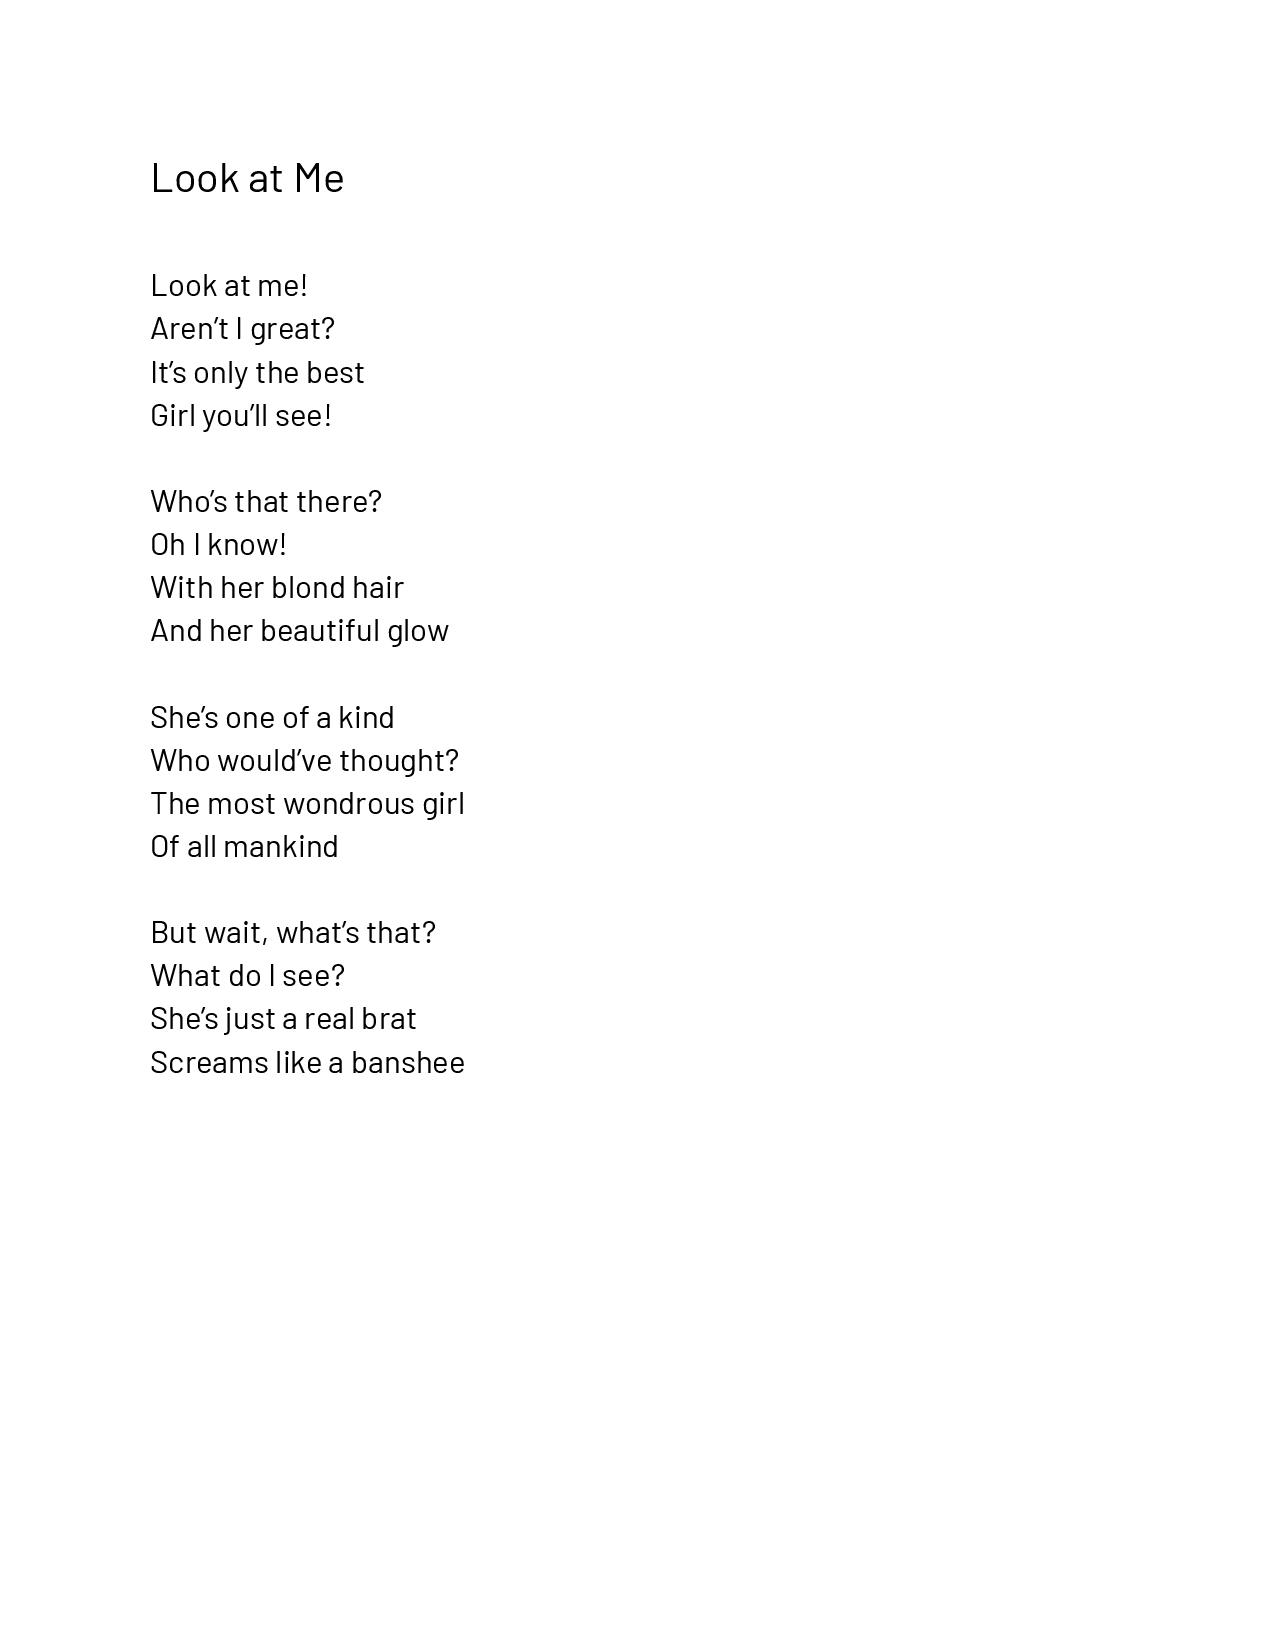 Look at Me
Look at me!
Aren’t I great?
It’s only the best
Girl you’ll see!
Who’s that there?
Oh I know!
With her blond hair
And her beautiful glow
She’s one of a kind
Who would’ve thought?
The most wondrous girl
Of all mankind
But wait, what’s that?
What do I see?
She’s just a real brat
Screams like a banshee